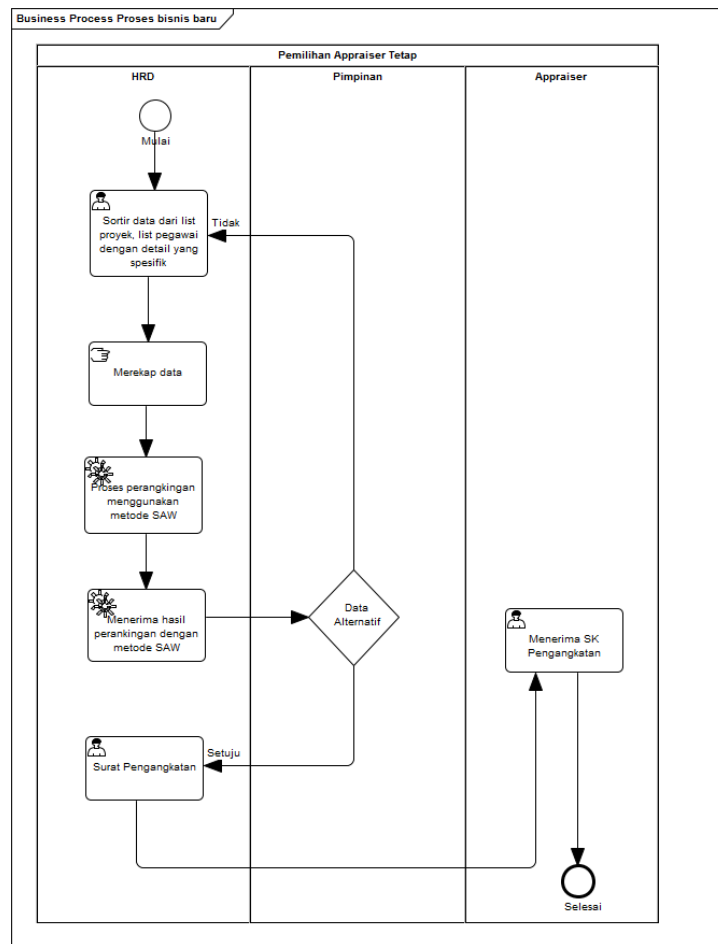 Business Process Proses bisnis baru
Pemilihan Appraiser Tetap
HRD
Pimpinan
Appraiser
Mulai
Sortir data dari list
proyek, list pegawai
dengan detail yang
spesifik
Tidak
Merekap data
Proses perangkingan
menggunakan
metode SAW
Menerima hasil
perankingan dengan
metode SAW
Data
Alternatif
Menerima SK
Pengangkatan
Setuju
Surat Pengangkatan
Selesai